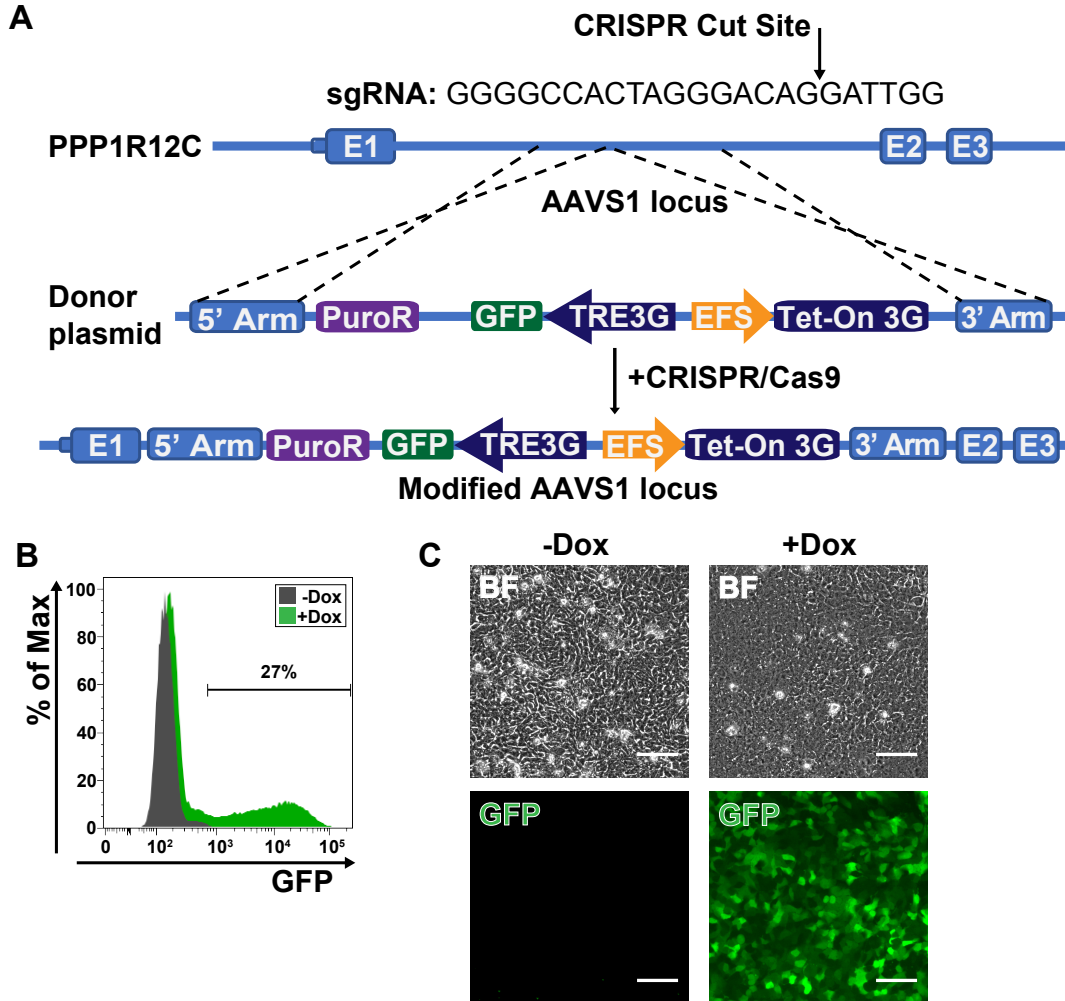 A
CRISPR Cut Site
sgRNA: GGGGCCACTAGGGACAGGATTGG
PPP1R12C
E1
E2
E3
AAVS1 locus
Donor
plasmid
5’ Arm
PuroR
GFP
TRE3G
EFS
Tet-On 3G
3’ Arm
+CRISPR/Cas9
E1
5’ Arm
PuroR
GFP
TRE3G
EFS
Tet-On 3G
3’ Arm
E2
E3
Modified AAVS1 locus
B
% of Max
100
80
60
40
20
0
-Dox
+Dox
27%
0
10²
10³
10⁴
10⁵
GFP
C
-Dox
+Dox
BF
BF
GFP
GFP